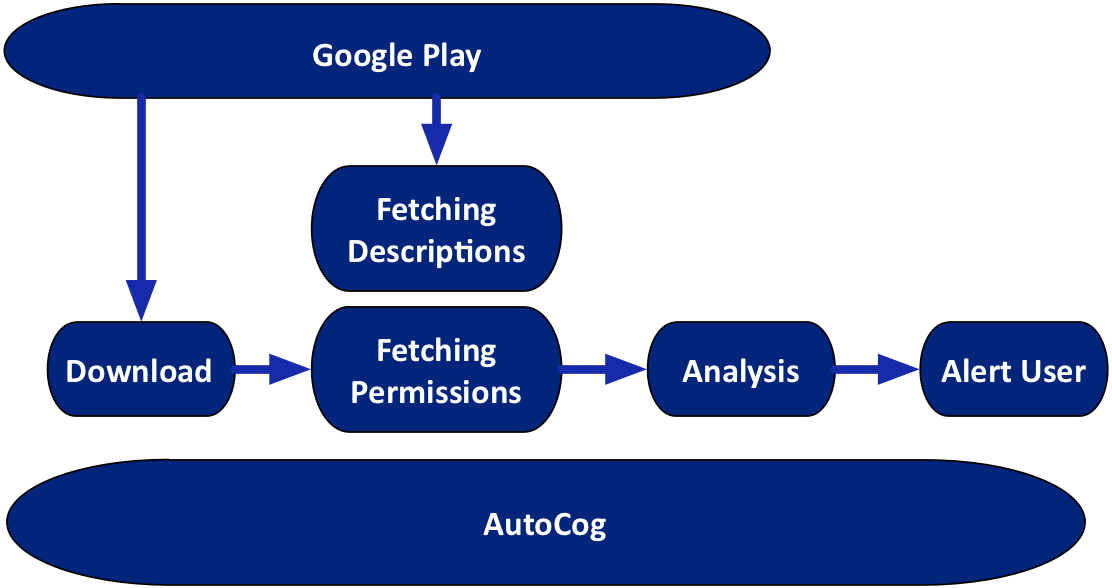 Google Play
Fetching
Descriptions
Download
Fetching
Permissions
Analysis
Alert User
AutoCog